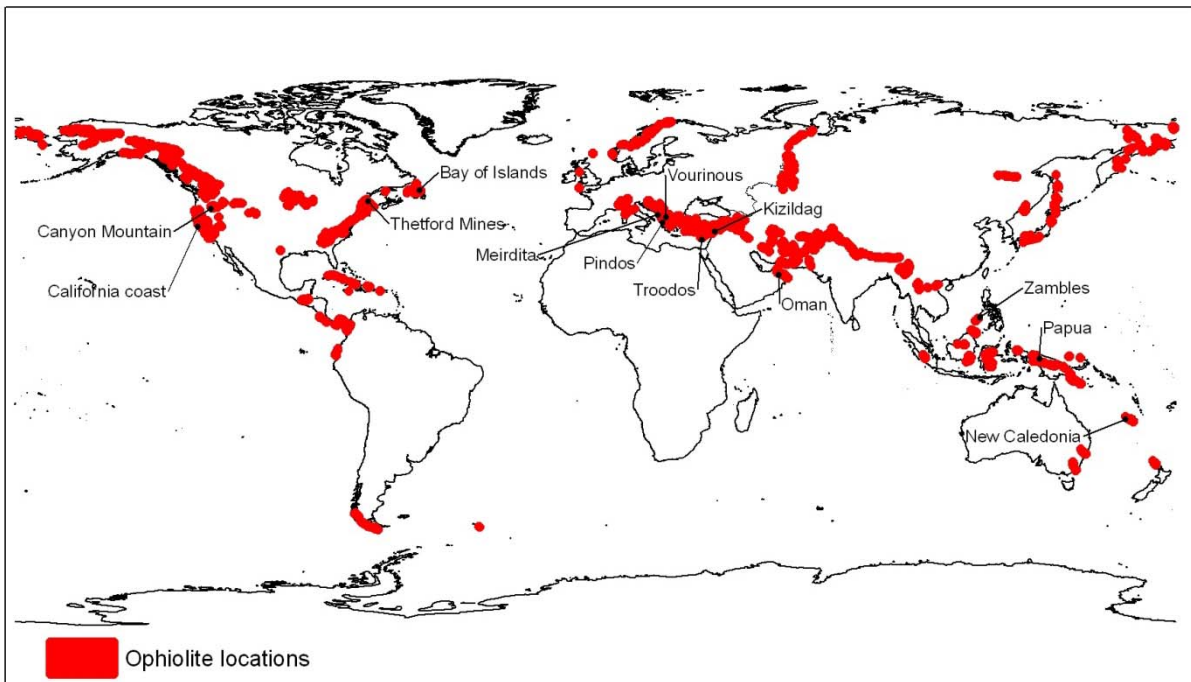 Bay of Islands
Vourinous
Thetford Mines
Kizildag
Canyon Mountain
Meirdita
Pindos
California coast
Troodos
Oman
Zambles
Papua
New Caledonia
Ophiolite locations